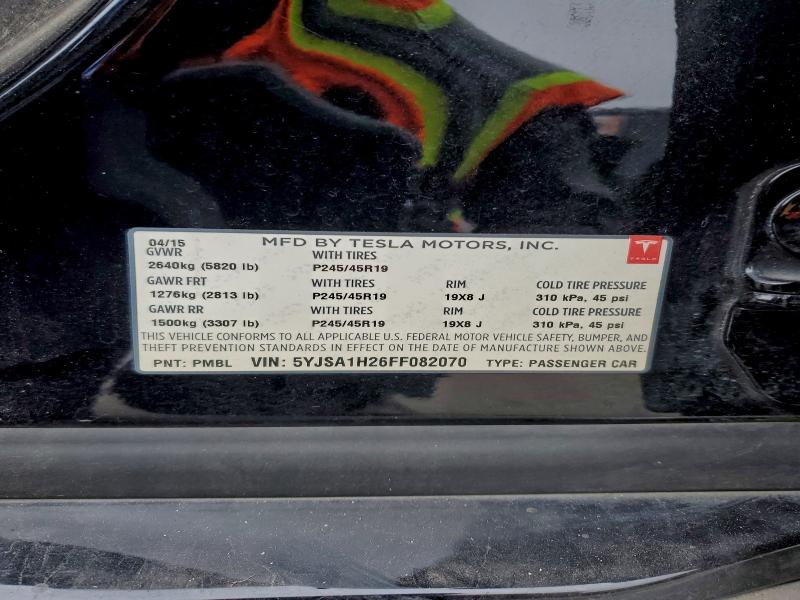 04/15 MFD BY TESLA MOTORS, INC.
GVWR WITH TIRES
2640kg (5820 lb) P245/45R19
TESLA
GAWR FRT WITH TIRES RIM COLD TIRE PRESSURE
1276kg (2813 lb) P245/45R19 19X8 J 310 kPa, 45 psi
GAWR RR WITH TIRES RIM COLD TIRE PRESSURE
1500kg (3307 lb) P245/45R19 19X8 J 310 kPa, 45 psi
THIS VEHICLE CONFORMS TO ALL APPLICABLE U.S. FEDERAL MOTOR VEHICLE SAFETY, BUMPER, AND
THEFT PREVENTION STANDARDS IN EFFECT ON THE DATE OF MANUFACTURE SHOWN ABOVE.
PNT: PMBL VIN: 5YJSA1H26FF082070 TYPE: PASSENGER CAR